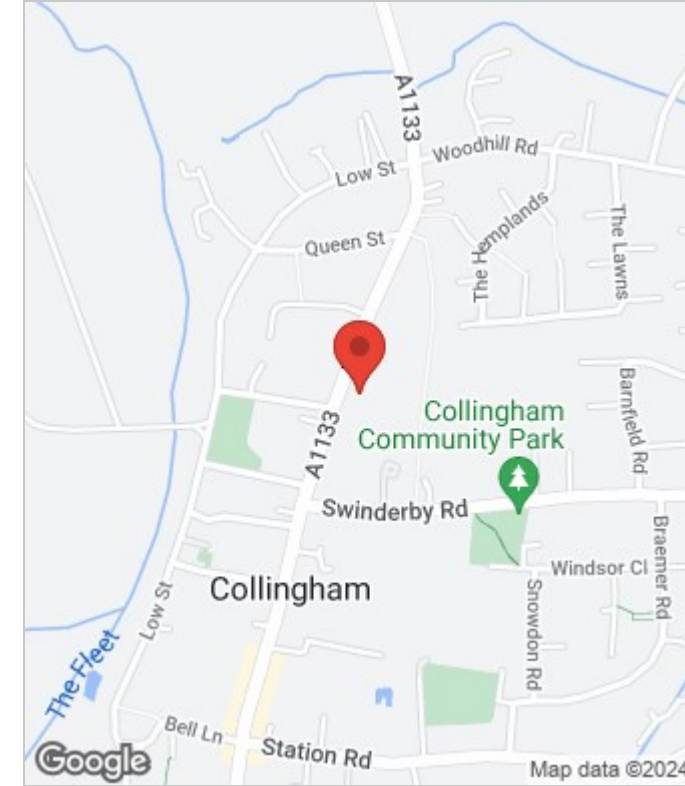 A1133
Woodhill Rd
Low St
The Hemplands
The Lawns
Queen St
Barnfield Rd
Collingham
Community Park
A1133
Swinderby Rd
Braemer Rd
Windsor Cl
Collingham
Snowdon Rd
Low St
The Fleet
Bell Ln
Station Rd
Google
Map data ©2024